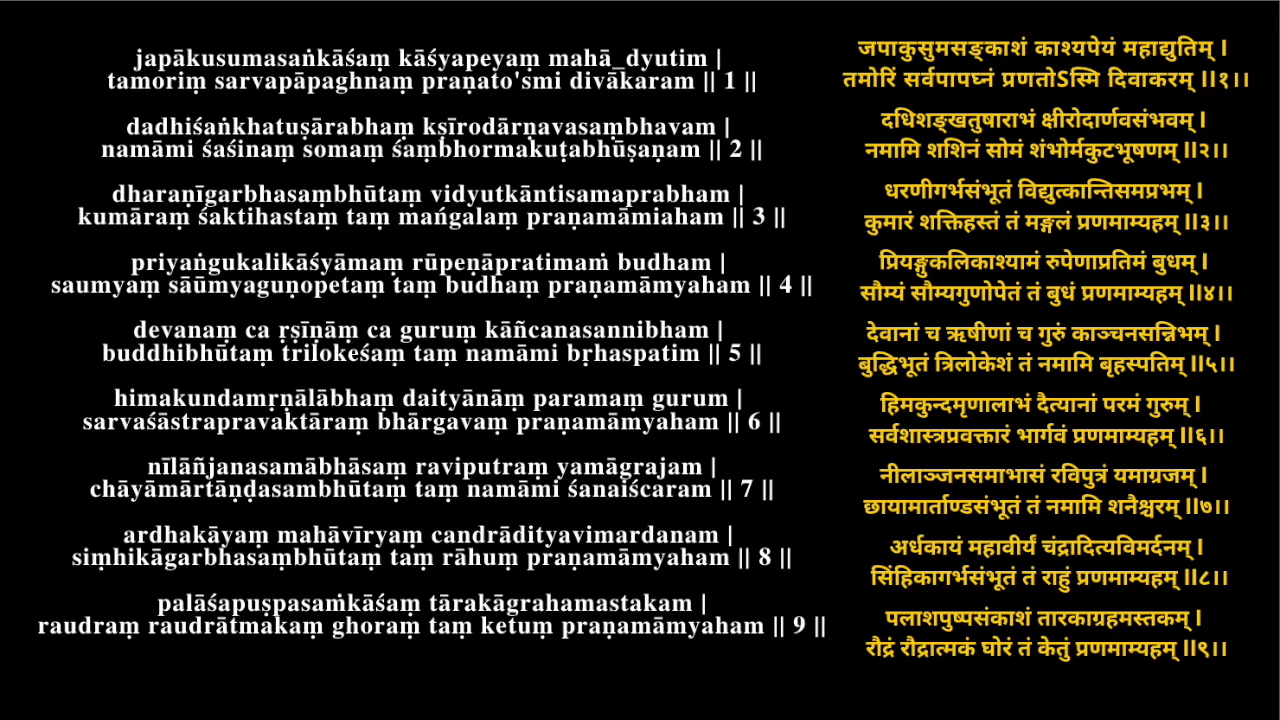 japākusumasaṅkāśaṃ kāśyapeyaṃ mahā_dyutim |
tamoriṃ sarvapāpaghnaṃ praṇato'smi divākaram || 1 ||
dadhiśaṅkhatuṣārabhaṃ kṣīrodārṇavasaṃbhavam |
namāmi śaśinaṃ somaṃ śaṃbhormakuṭabhūṣaṇam || 2 ||
dharaṇīgarbhasaṃbhūtaṃ vidyutkāntisamaprabham |
kumāraṃ śaktihastaṃ taṃ mańgalaṃ praṇamāmiaham || 3 ||
priyaṅgukalikāśyāmaṃ rūpeṇāpratimaṁ budham |
saumyaṃ sāūmyaguṇopetaṃ taṃ budhaṃ praṇamāmyaham || 4 ||
devanaṃ ca ṛṣīṇāṃ ca guruṃ kāñcanasannibham |
buddhibhūtaṃ trilokeśaṃ taṃ namāmi bṛhaspatim || 5 ||
himakundamṛṇālābhaṃ daityānāṃ paramaṃ gurum |
sarvaśāstrapravaktāraṃ bhārgavaṃ praṇamāmyaham || 6 ||
nīlāñjanasamābhāsaṃ raviputraṃ yamāgrajam |
chāyāmārtāṇḍasambhūtaṃ taṃ namāmi śanaiścaram || 7 ||
ardhakāyaṃ mahāvīryaṃ candrādityavimardanam |
siṃhikāgarbhasaṃbhūtaṃ taṃ rāhuṃ praṇamāmyaham || 8 ||
palāśapuṣpasaṁkāśaṃ tārakāgrahamastakam |
raudraṃ raudrātmakaṃ ghoraṃ taṃ ketuṃ praṇamāmyaham || 9 ||
जपाकुसुमसङ्काशं काश्यपेयं महाद्युतिम् |
तमोरिं सर्वपापघ्नं प्रणतोSस्मि दिवाकरम् ||१||
दधिशङ्खतुषाराभं क्षीरोदार्णवसंभवम् |
नमामि शशिनं सोमं शंभोर्मकुटभूषणम् ||२||
धरणीगर्भसंभूतं विद्युत्कान्तिसमप्रभम् |
कुमारं शक्तिहस्तं तं मङ्गलं प्रणमाम्यहम् ||३||
प्रियङ्गुकलिकाश्यामं रुपेणाप्रतिमं बुधम् |
सौम्यं सौम्यगुणोपेतं तं बुधं प्रणमाम्यहम् ||४||
देवानां च ऋषीणां च गुरुं काञ्चनसन्निभम् |
बुद्धिभूतं त्रिलोकेशं तं नमामि बृहस्पतिम् ||५||
हिमकुन्दमृणालाभं दैत्यानां परमं गुरुम् |
सर्वशास्त्रप्रवक्तारं भार्गवं प्रणमाम्यहम् ||६||
नीलाञ्जनसमाभासं रविपुत्रं यमाग्रजम् |
छायामार्ताण्डसंभूतं तं नमामि शनैश्चरम् ||७||
अर्धकायं महावीर्यं चंद्रादित्यविमर्दनम् |
सिंहिकागर्भसंभूतं तं राहुं प्रणमाम्यहम् ||८||
पलाशपुष्पसंकाशं तारकाग्रहमस्तकम् |
रौद्रं रौद्रात्मकं घोरं तं केतुं प्रणमाम्यहम् ||९||